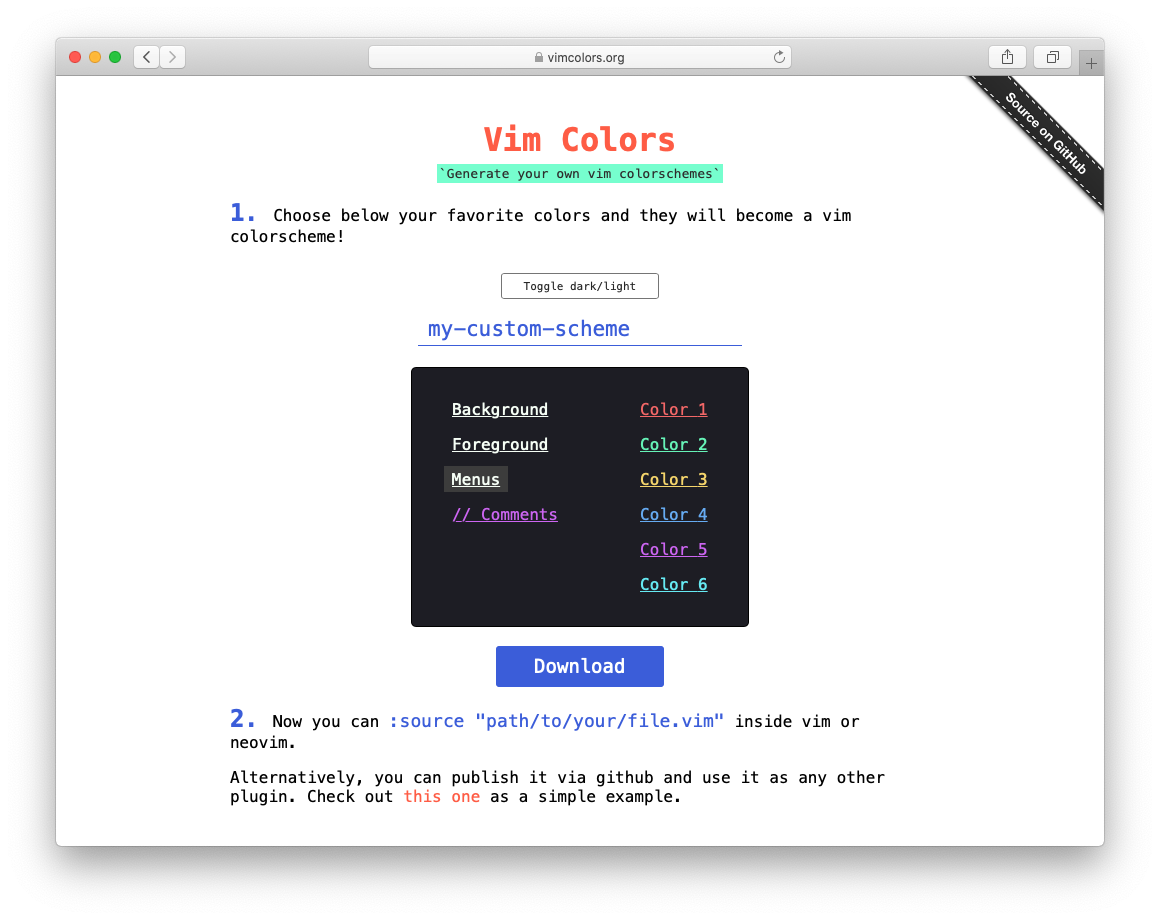 vimcolors.org
Source on GitHub
Vim Colors
`Generate your own vim colorschemes`
1. Choose below your favorite colors and they will become a vim
colorscheme!
Toggle dark/light
my-custom-scheme
Background Color 1
Foreground Color 2
Menus Color 3
// Comments Color 4
Color 5
Color 6
Download
2. Now you can :source "path/to/your/file.vim" inside vim or
neovim.
Alternatively, you can publish it via github and use it as any other
plugin. Check out this one as a simple example.